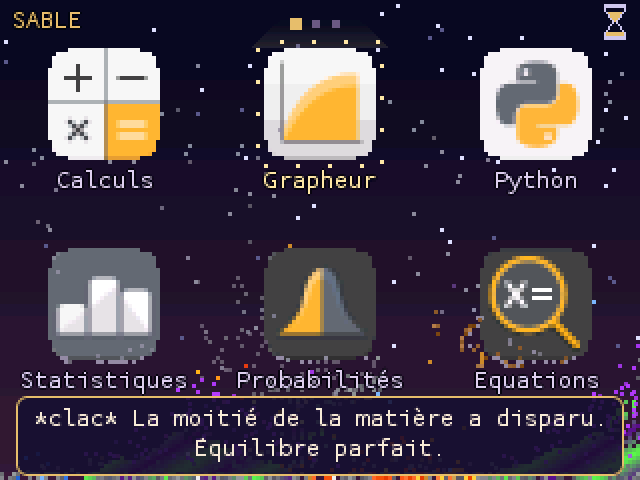 SABLE
Calculs
Grapheur
Python
x=
Statistiques
Probabilités
Equations
*clac* La moitié de la matière a disparu.
Équilibre parfait.